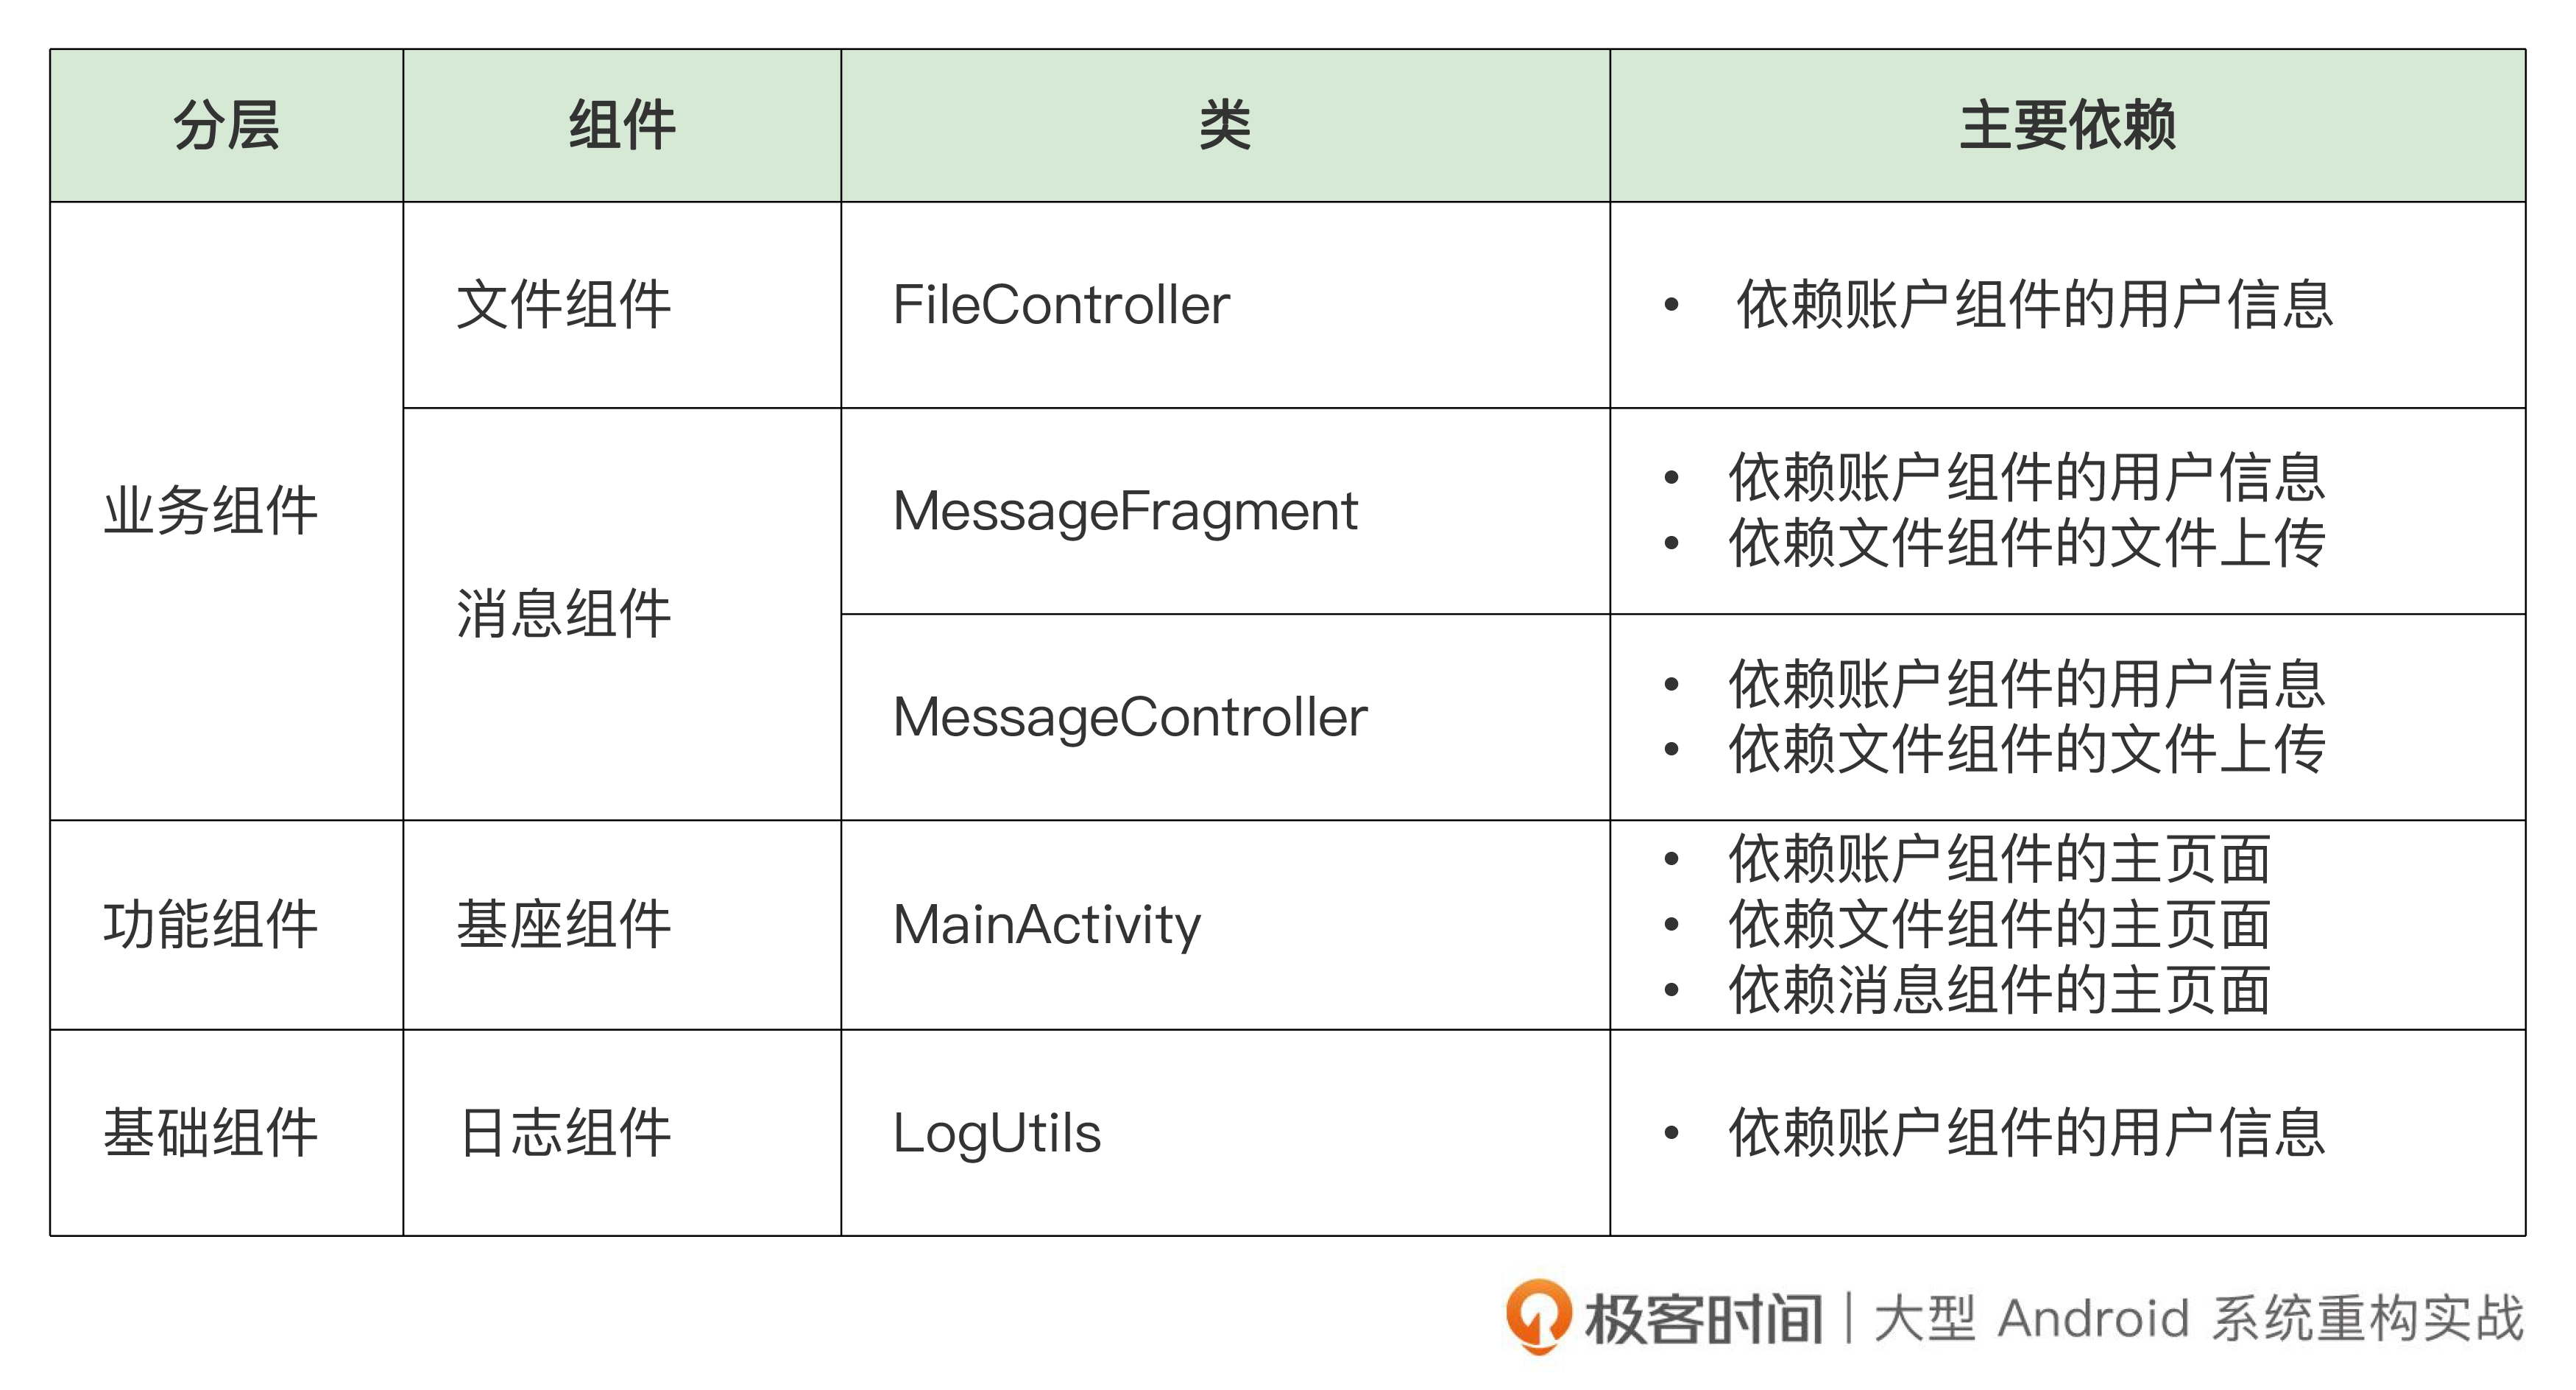 分层 组件 类 主要依赖
业务组件
文件组件 FileController • 依赖账户组件的用户信息
消息组件
MessageFragment • 依赖账户组件的用户信息
• 依赖文件组件的文件上传
MessageController • 依赖账户组件的用户信息
• 依赖文件组件的文件上传
功能组件 基座组件 MainActivity • 依赖账户组件的主页面
• 依赖文件组件的主页面
• 依赖消息组件的主页面
基础组件 日志组件 LogUtils • 依赖账户组件的用户信息
极客时间 | 大型 Android 系统重构实战